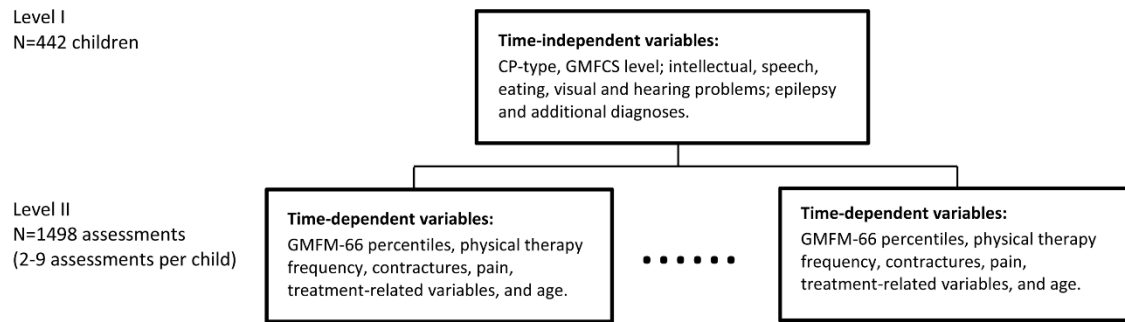 Level I
N=442 children
Time-independent variables:
CP-type, GMFCS level; intellectual, speech,
eating, visual and hearing problems; epilepsy
and additional diagnoses.
Level II
N=1498 assessments
(2-9 assessments per child)
Time-dependent variables:
GMFM-66 percentiles, physical therapy
frequency, contractures, pain,
treatment-related variables, and age.
Time-dependent variables:
GMFM-66 percentiles, physical therapy
frequency, contractures, pain,
treatment-related variables, and age.